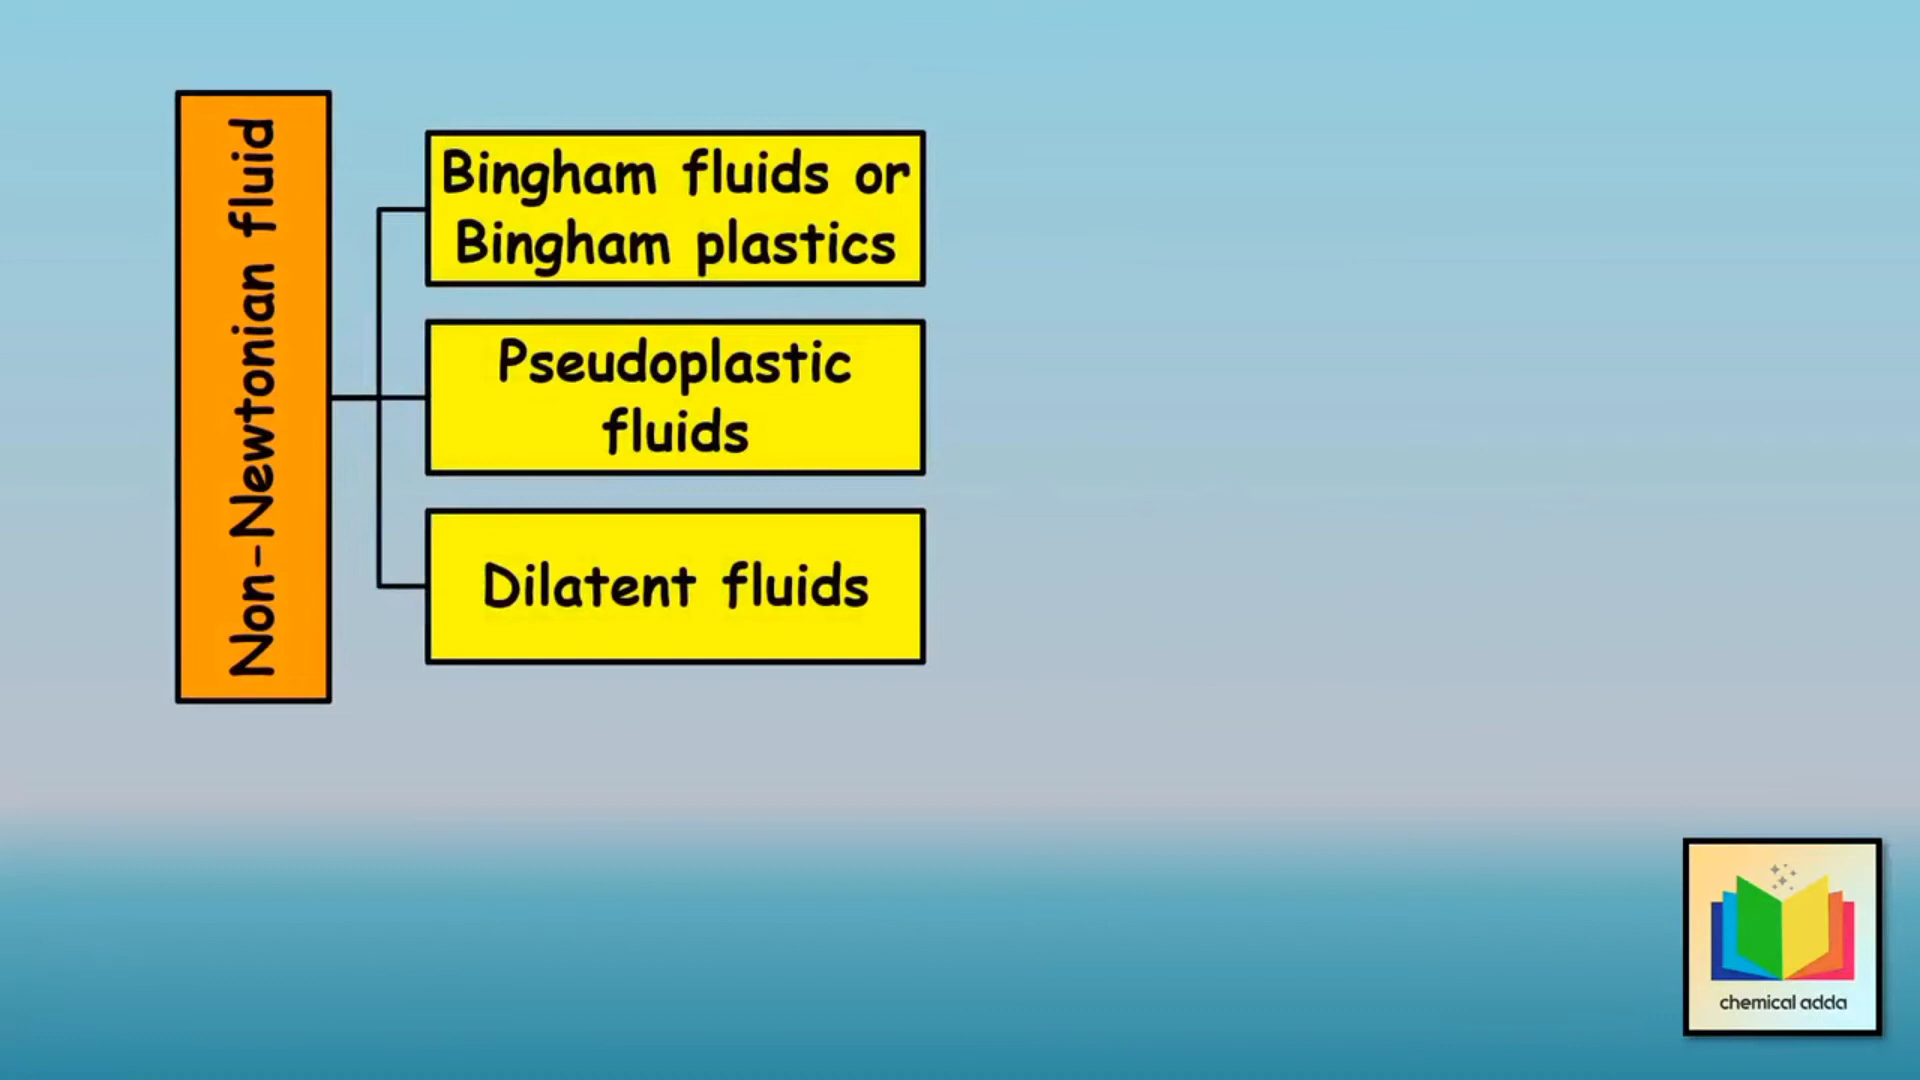 Non-Newtonian fluid
Bingham fluids or
Bingham plastics
Pseudoplastic
fluids
Dilatent fluids
chemical adda